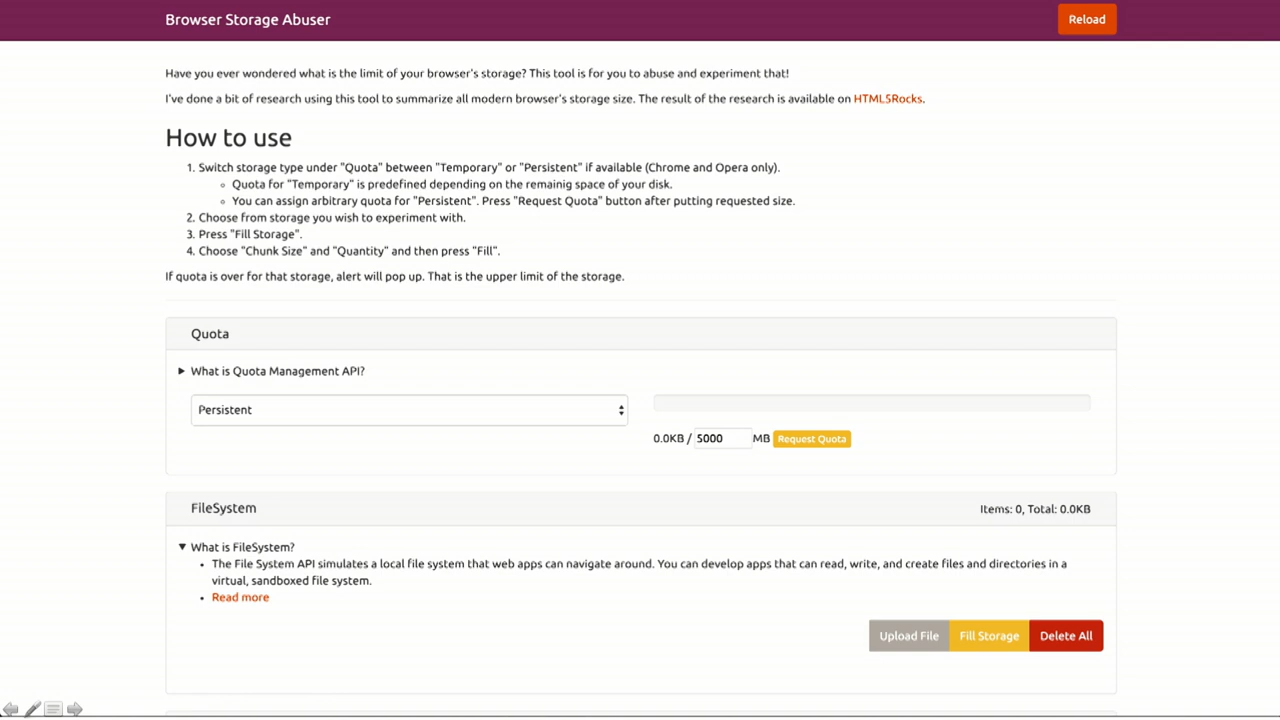 Browser Storage Abuser
Reload
Have you ever wondered what is the limit of your browser's storage? This tool is for you to abuse and experiment that!
I've done a bit of research using this tool to summarize all modern browser's storage size. The result of the research is available on HTML5Rocks.
How to use
1. Switch storage type under "Quota" between "Temporary" or "Persistent" if available (Chrome and Opera only).
Quota for "Temporary" is predefined depending on the remainig space of your disk.
You can assign arbitrary quota for "Persistent". Press "Request Quota" button after putting requested size.
2. Choose from storage you wish to experiment with.
3. Press "Fill Storage".
4. Choose "Chunk Size" and "Quantity" and then press "Fill".
If quota is over for that storage, alert will pop up. That is the upper limit of the storage.
Quota
What is Quota Management API?
Persistent
0.0KB / 5000 MB Request Quota
FileSystem
Items: 0, Total: 0.0KB
What is FileSystem?
The File System API simulates a local file system that web apps can navigate around. You can develop apps that can read, write, and create files and directories in a
virtual, sandboxed file system.
Read more
Upload File Fill Storage Delete All